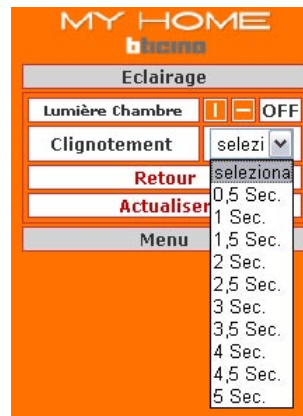 MY HOME
bticino
Eclairage
Lumière Chambre OFF
Clignotement selezi
seleziona
Retour
0,5 Sec.
Actualiser
1 Sec.
1,5 Sec.
Menu
2 Sec.
2,5 Sec.
3 Sec.
3,5 Sec.
4 Sec.
4,5 Sec.
5 Sec.